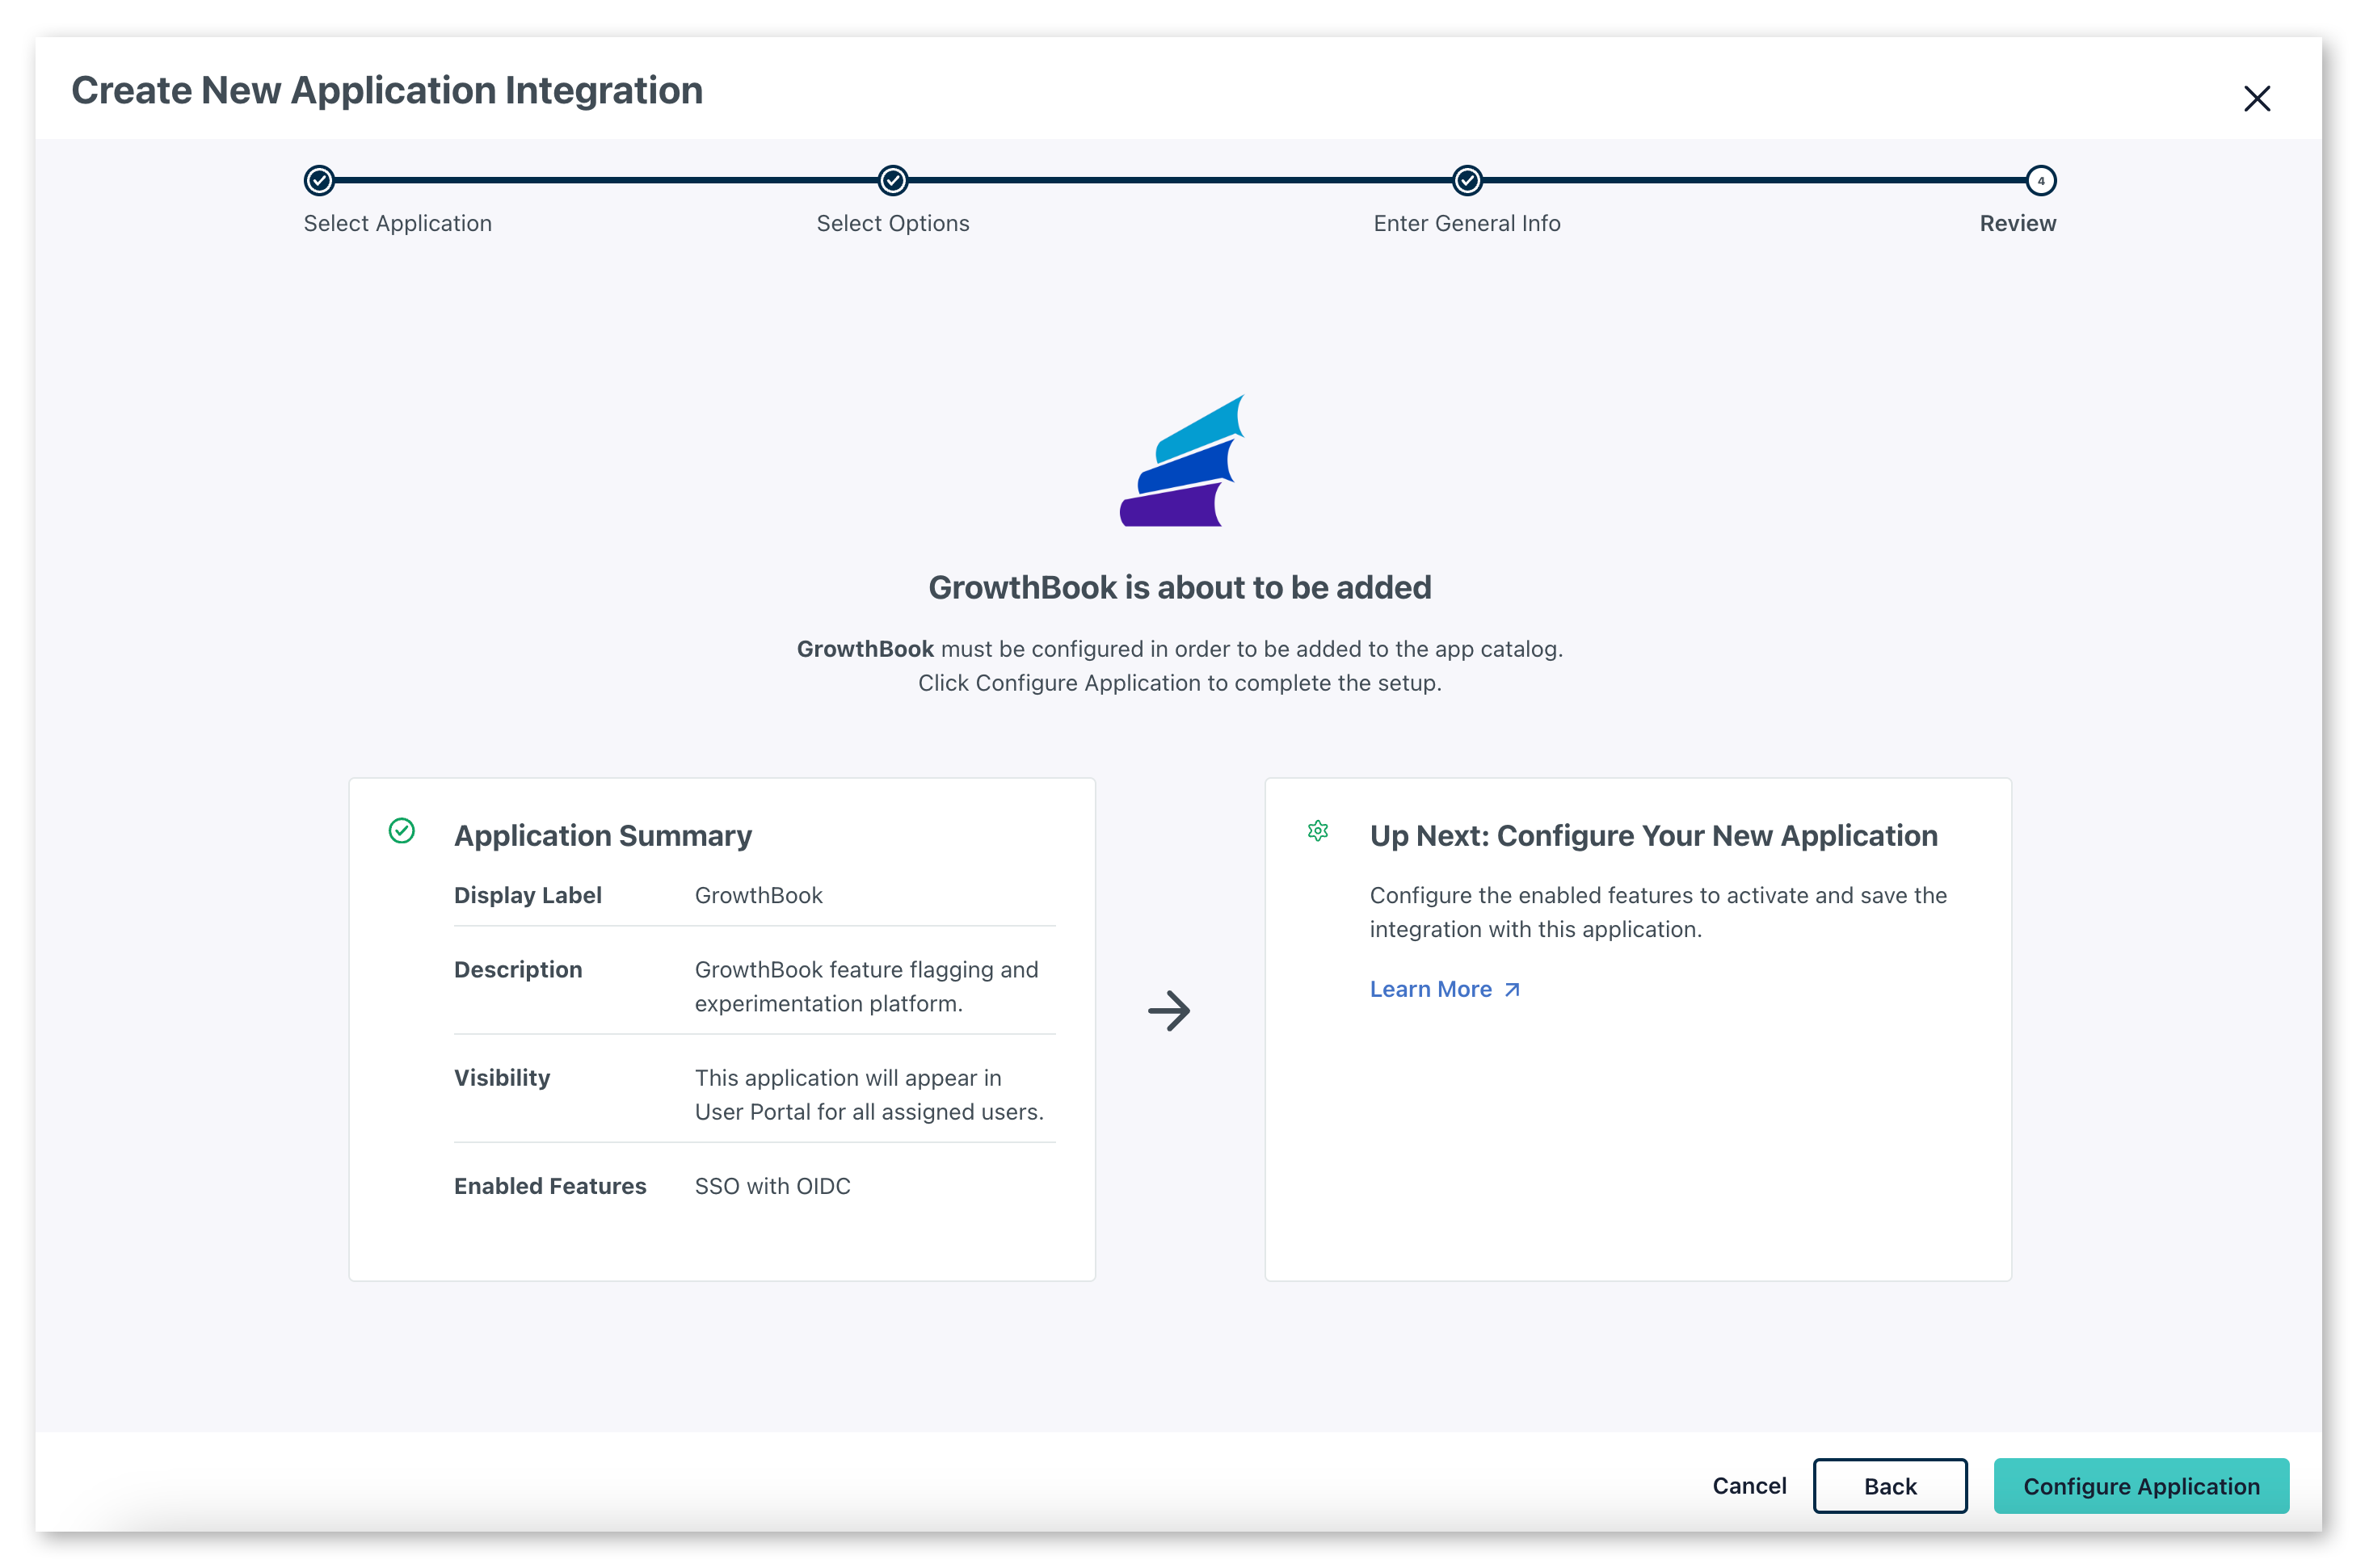 Create New Application Integration
4
Select Application
Select Options
Enter General Info
Review
GrowthBook is about to be added
GrowthBook must be configured in order to be added to the app catalog.
Click Configure Application to complete the setup.
Application Summary
Display Label GrowthBook
Description GrowthBook feature flagging and
experimentation platform.
Visibility This application will appear in
User Portal for all assigned users.
Enabled Features SSO with OIDC
Up Next: Configure Your New Application
Configure the enabled features to activate and save the
integration with this application.
Learn More
Cancel
Back
Configure Application